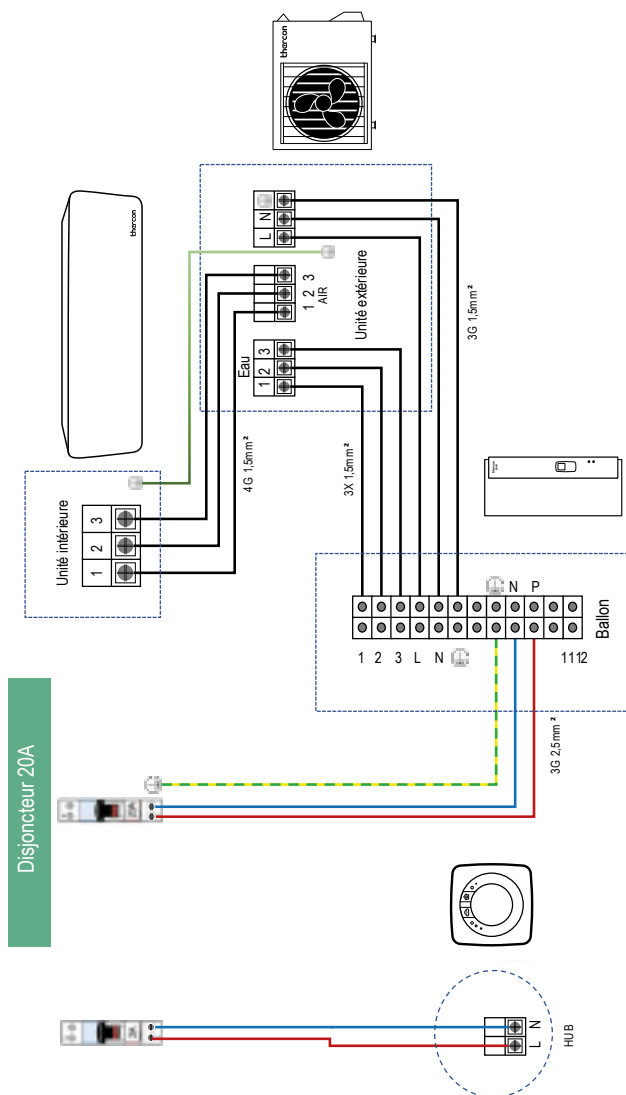 thercon
thercon
N
L
3
2
1
AIR
Unité extérieure
Eau
3
2
1
3G 1,5mm²
4G 1,5mm²
3X 1,5mm²
Unité intérieure
3
2
1
N P
1 2 3 L N
11 12
Ballon
3G 2,5mm²
Disjoncteur 20A
20A
2A
N
L
HUB